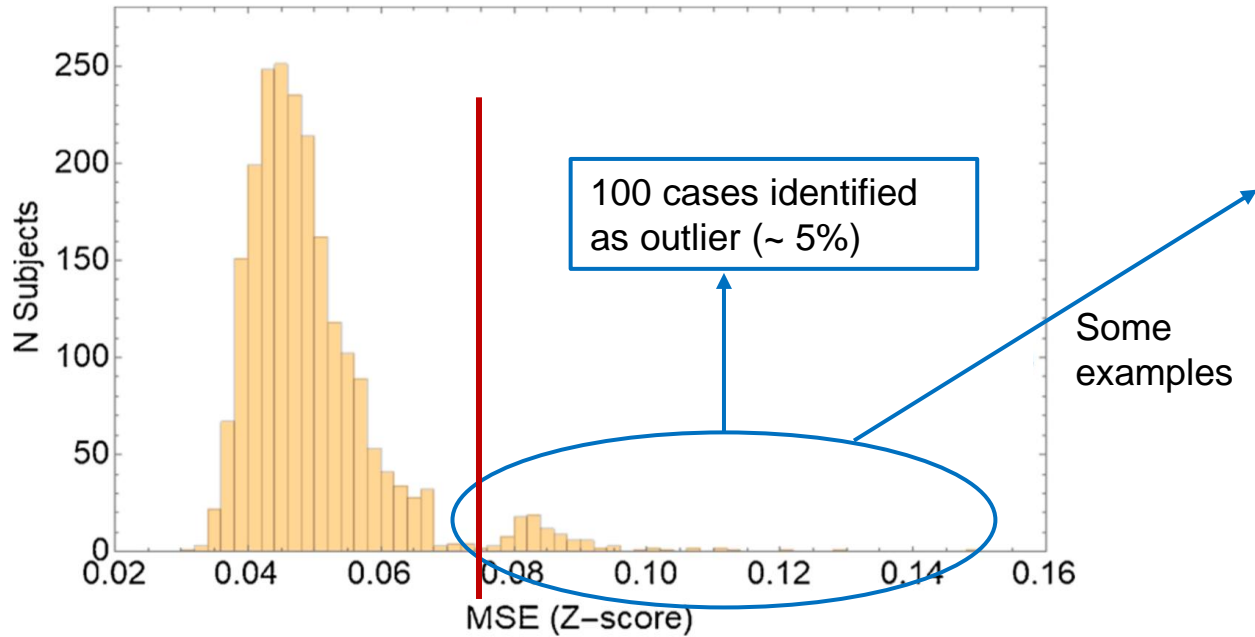 250
200
150
100
50
0
N Subjects
0.02 0.04 0.06 0.08 0.10 0.12 0.14 0.16
MSE (Z-score)
100 cases identified
as outlier (~ 5%)
Some
examples